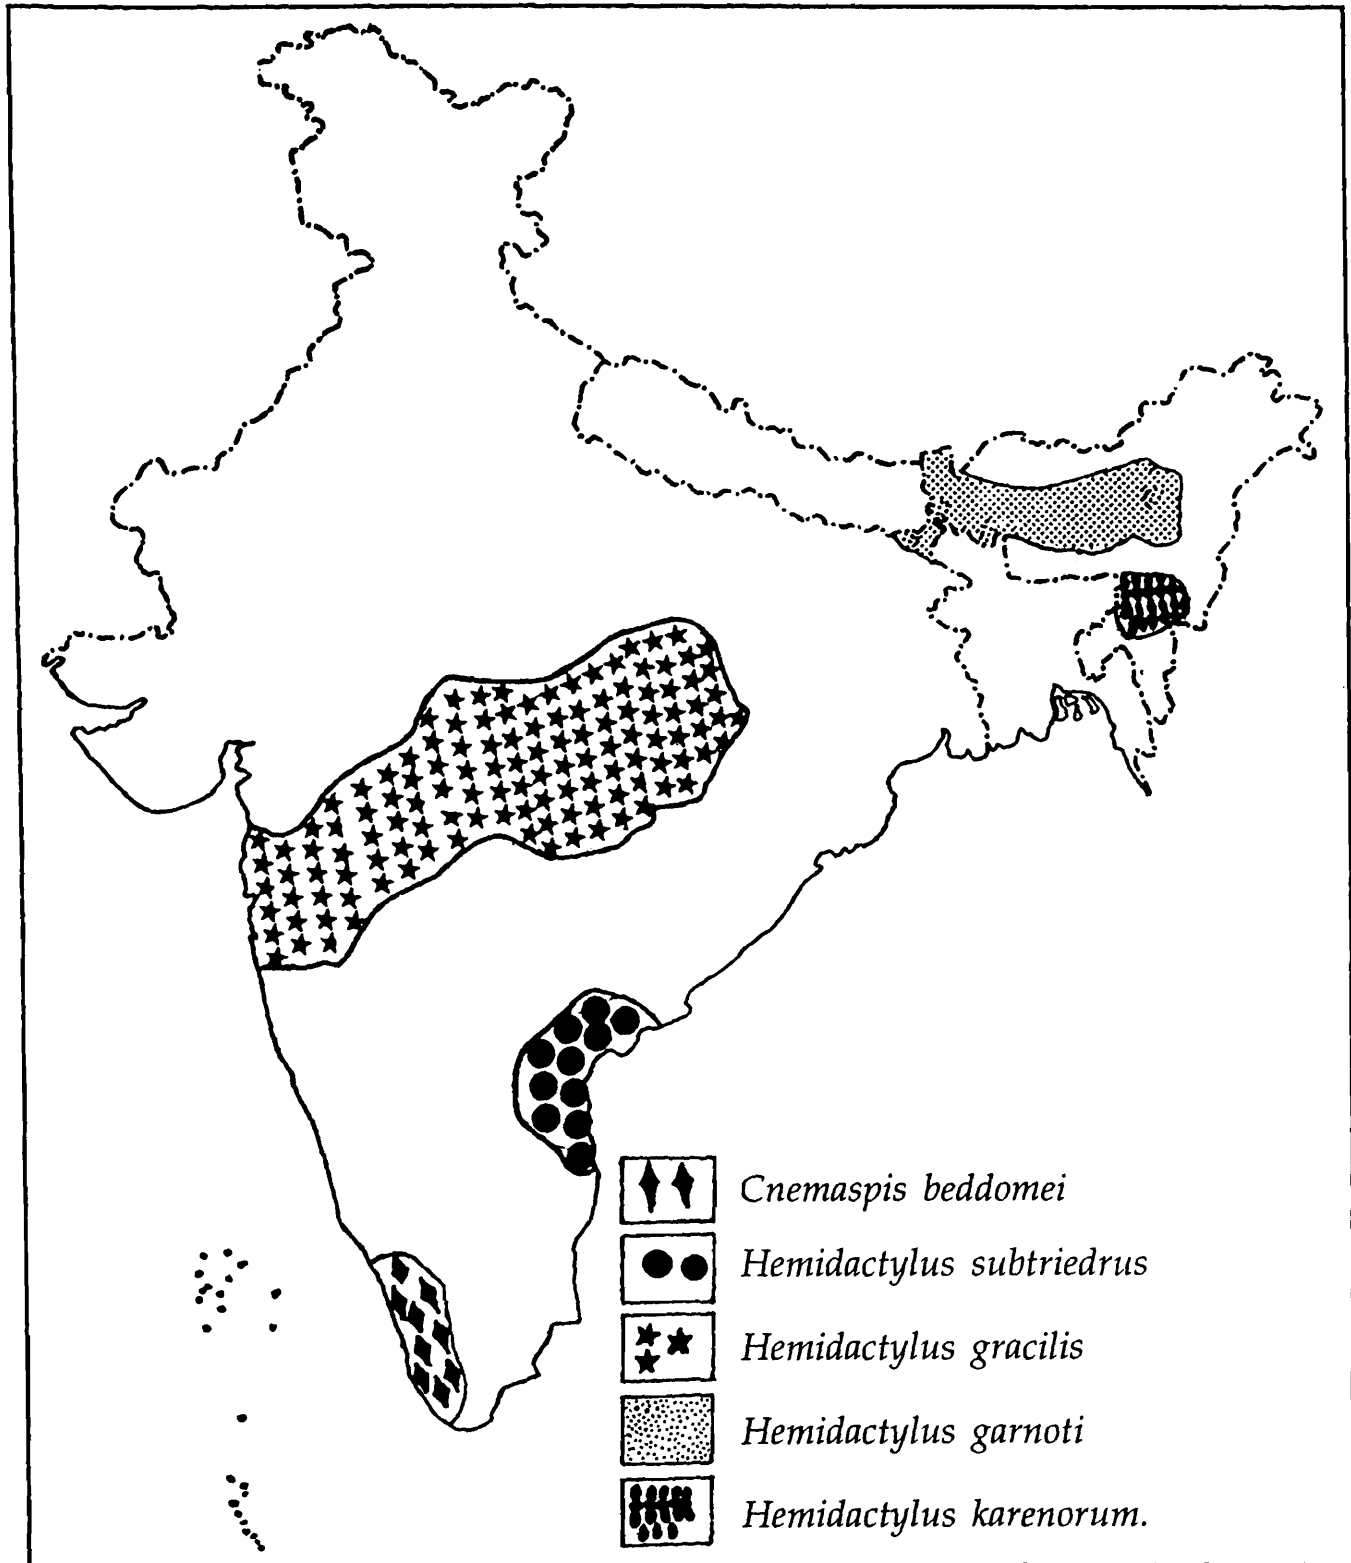 Cnemaspis beddomei
Hemidactylus subtriedrus
Hemidactylus gracilis
Hemidactylus garnoti
Hemidactylus karenorum.